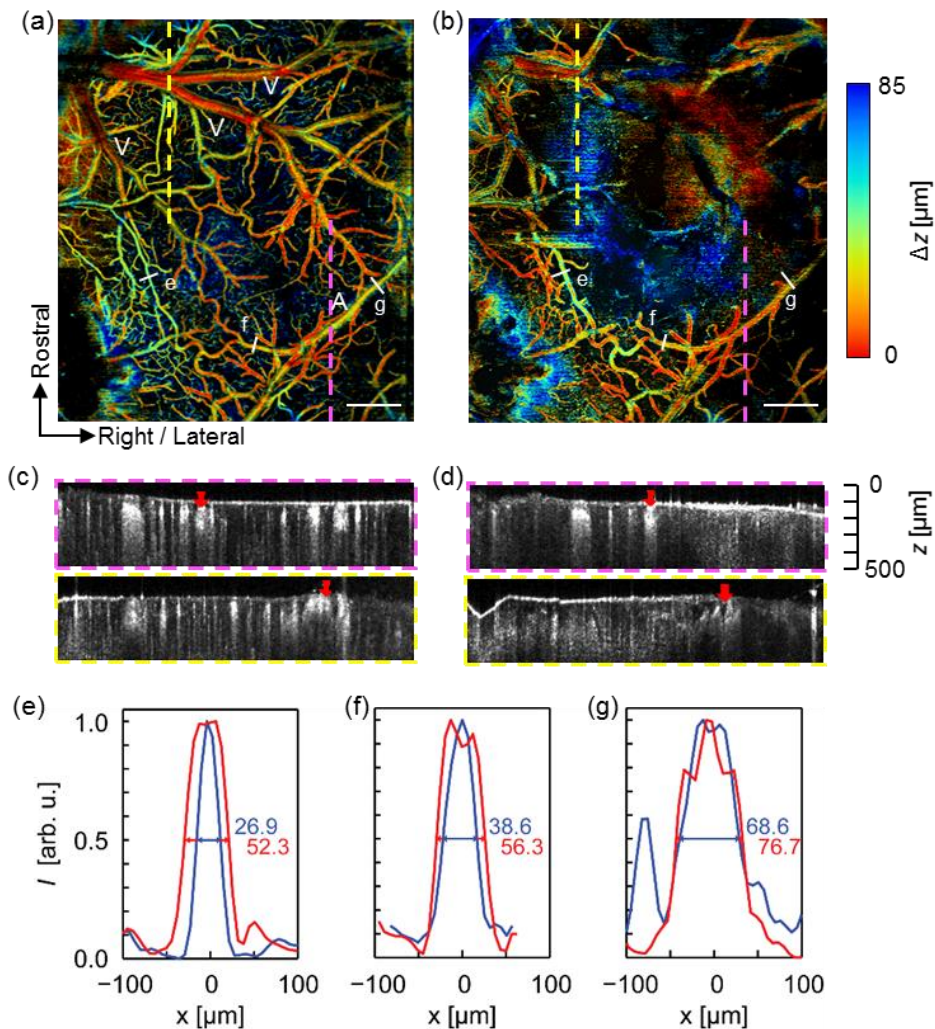 (a)
(b)
V
V
V
e
f
A
g
e
f
g
85
Δz [µm]
0
Rostral
Right / Lateral
(c)
(d)
0
z [µm]
500
(e)
(f)
(g)
1.0
0.5
0.0
I [arb. u.]
26.9
52.3
38.6
56.3
68.6
76.7
−100 0 100
−100 0 100
−100 0 100
x [µm]
x [µm]
x [µm]